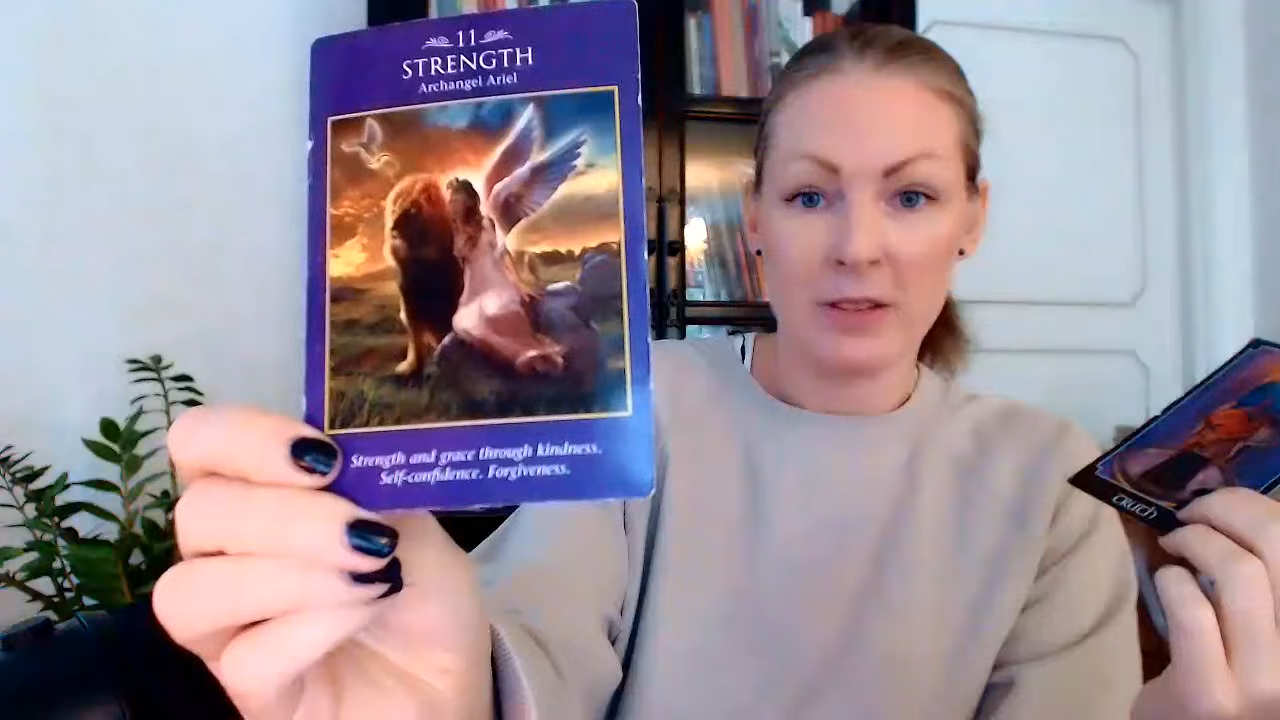 11
STRENGTH
Archangel Ariel
Strength and grace through kindness.
Self-confidence. Forgiveness.